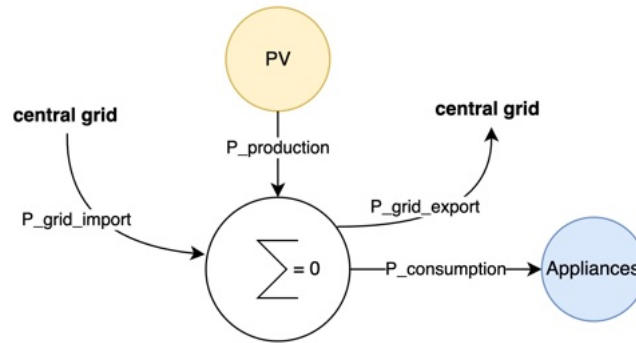 PV
central grid
central grid
P_production
P_grid_export
P_grid_import
∑ = 0
P_consumption
Appliances